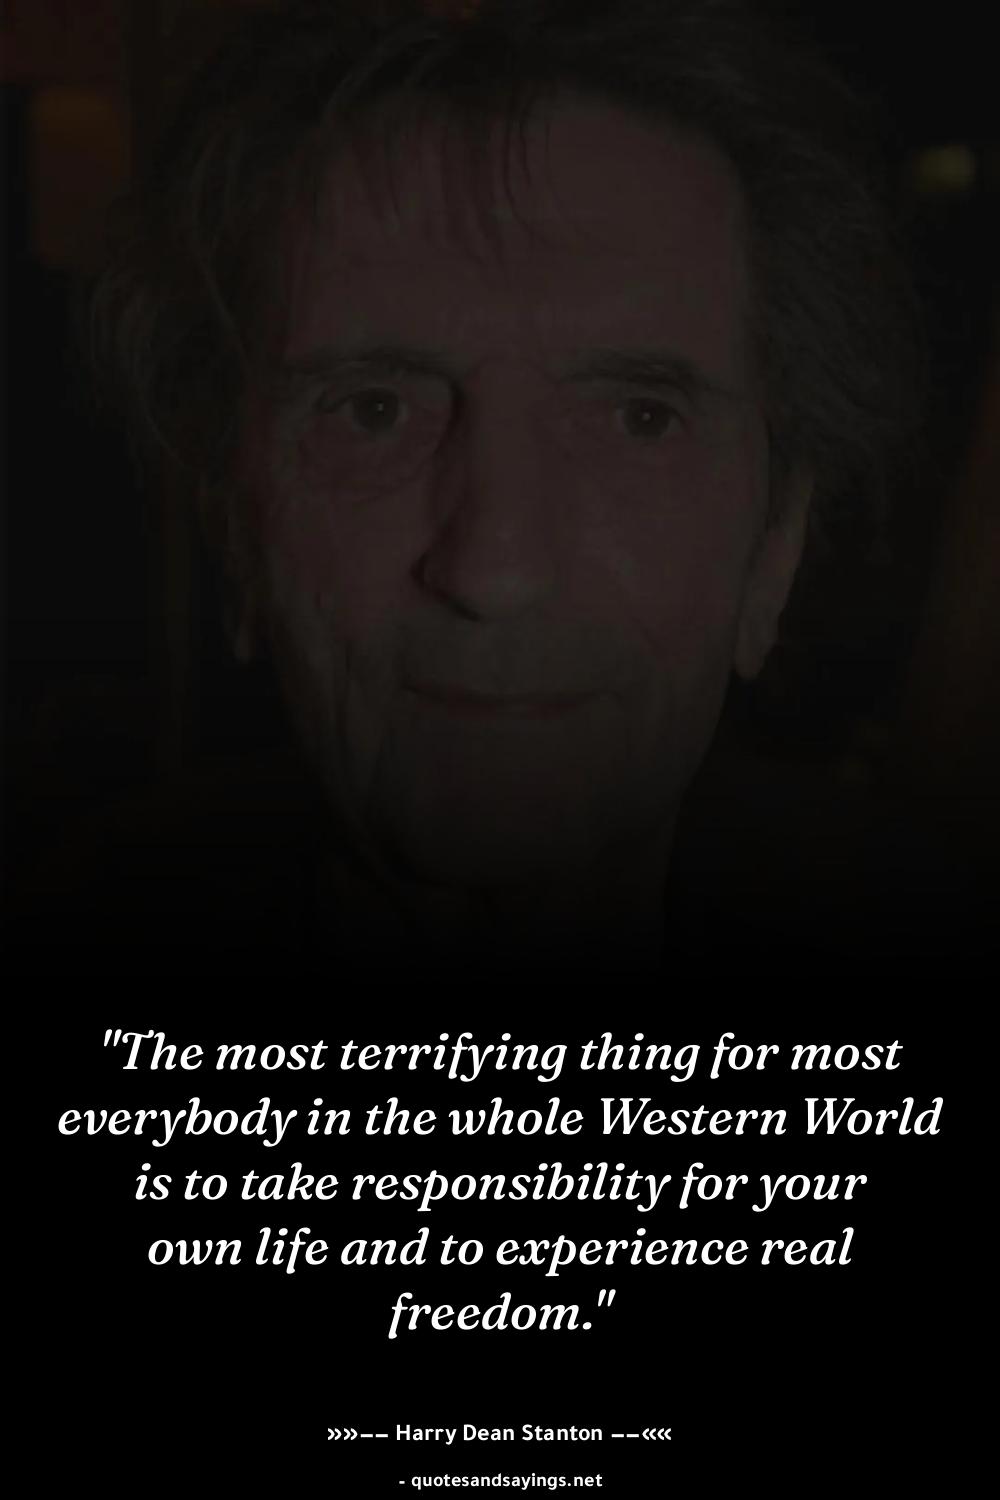 "The most terrifying thing for most
everybody in the whole Western World
is to take responsibility for your
own life and to experience real
freedom."
»»–– Harry Dean Stanton ––««
- quotesandsayings.net